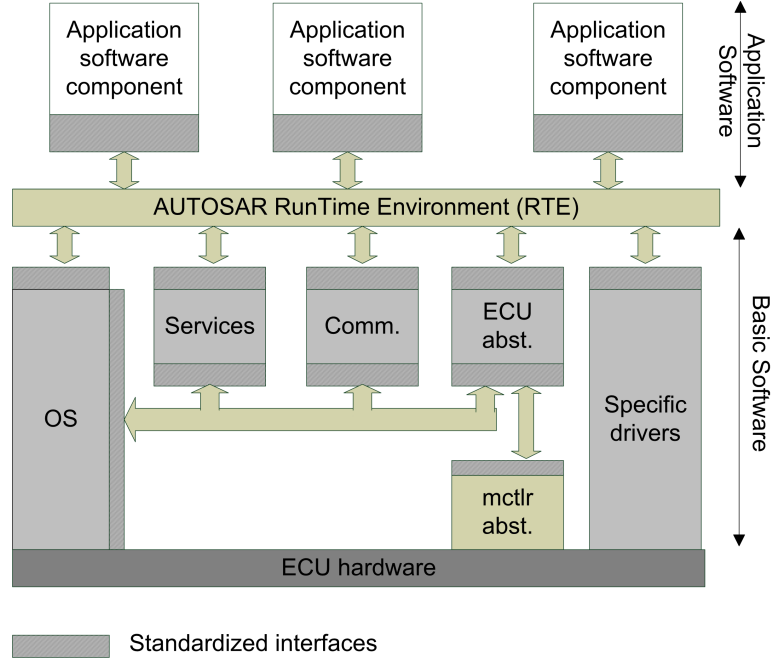 Application
software
component
Application
software
component
Application
software
component
Application
Software
AUTOSAR RunTime Environment (RTE)
OS
Services
Comm.
ECU
abst.
Specific
drivers
mctlr
abst.
Basic Software
ECU hardware
Standardized interfaces